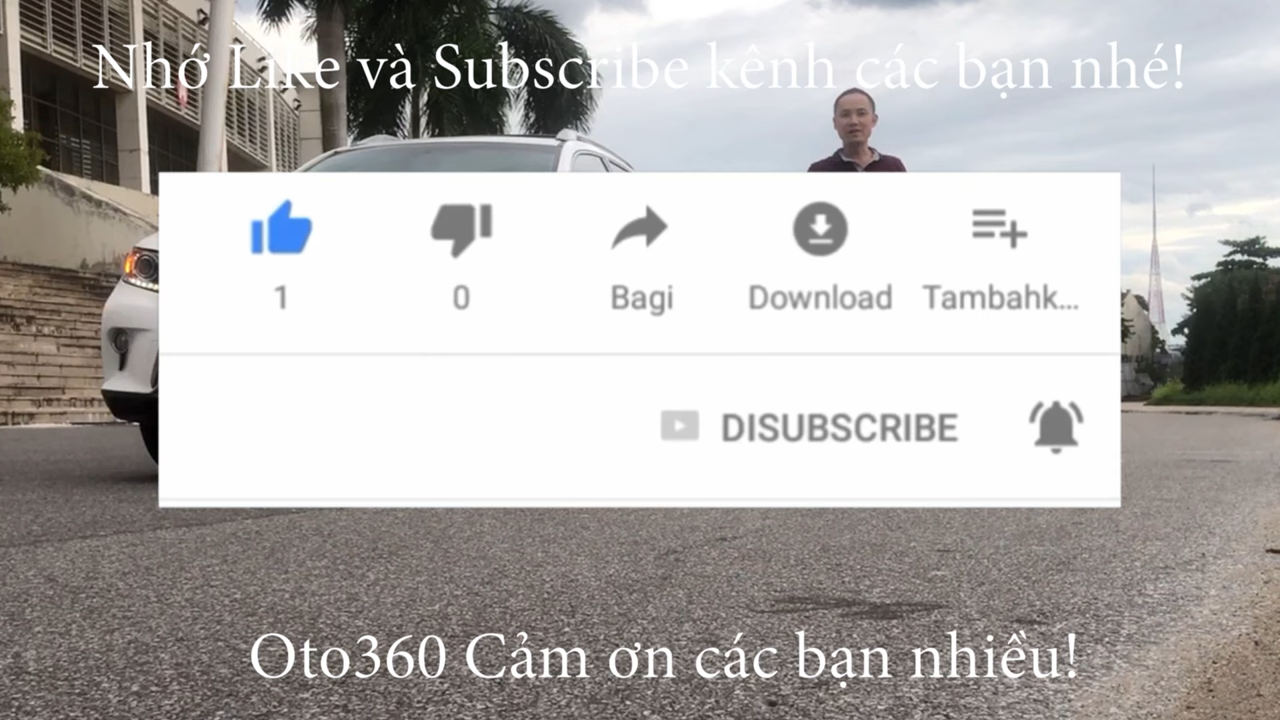 Nhớ Like và Subscribe kênh các bạn nhé!
1 0 Bagi Download Tambahk...
DISUBSCRIBE
Oto360 Cảm ơn các bạn nhiều!